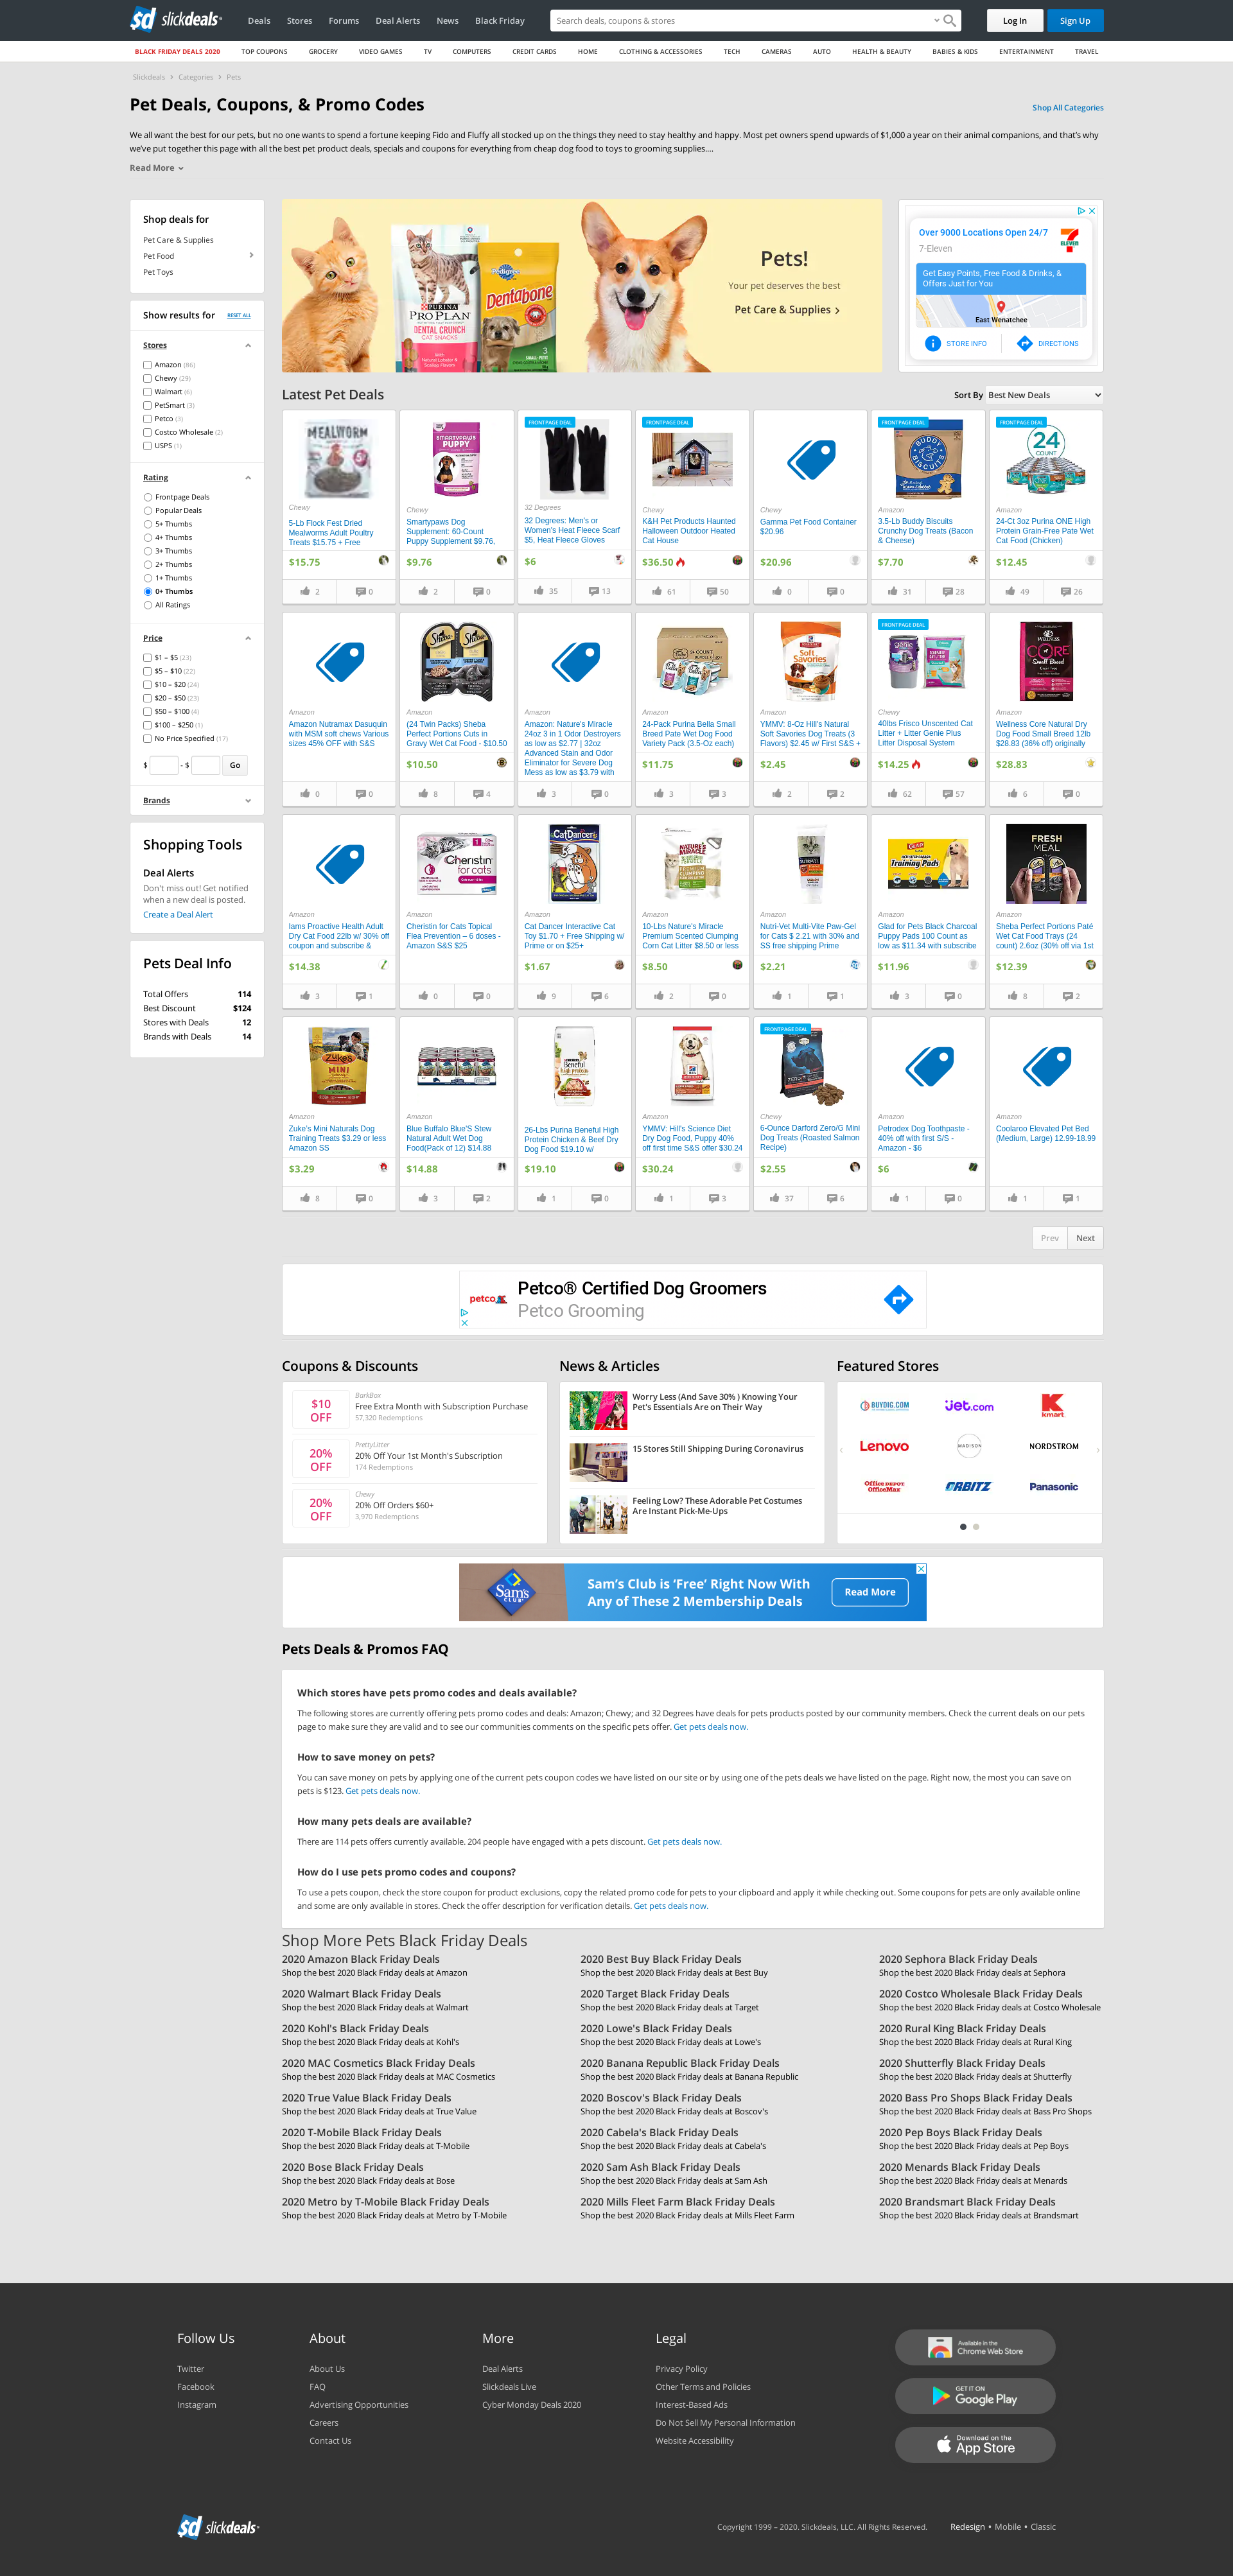 slickdeals
Deals
Stores
Forums
Deal Alerts
News
Black Friday
Search deals, coupons & stores
Log In
Sign Up
BLACK FRIDAY DEALS 2020
TOP COUPONS
GROCERY
VIDEO GAMES
TV
COMPUTERS
CREDIT CARDS
HOME
CLOTHING & ACCESSORIES
TECH
CAMERAS
AUTO
HEALTH & BEAUTY
BABIES & KIDS
ENTERTAINMENT
TRAVEL
Slickdeals › Categories › Pets
Pet Deals, Coupons, & Promo Codes
Shop All Categories
We all want the best for our pets, but no one wants to spend a fortune keeping Fido and Fluffy all stocked up on the things they need to stay healthy and happy. Most pet owners spend upwards of $1,000 a year on their animal companions, and that's why
we've put together this page with all the best pet product deals, specials and coupons for everything from cheap dog food to toys to grooming supplies....
Read More
Shop deals for
Pet Care & Supplies
Pet Food
Pet Toys
Show results for
RESET ALL
Stores
Amazon (86)
Chewy (29)
Walmart (6)
PetSmart (3)
Petco (3)
Costco Wholesale (2)
USPS (1)
Rating
Frontpage Deals
Popular Deals
5+ Thumbs
4+ Thumbs
3+ Thumbs
2+ Thumbs
1+ Thumbs
0+ Thumbs
All Ratings
Price
$1 – $5 (23)
$5 – $10 (22)
$10 – $20 (24)
$20 – $50 (23)
$50 – $100 (4)
$100 – $250 (1)
No Price Specified (17)
$ - $ Go
Brands
Shopping Tools
Deal Alerts
Don't miss out! Get notified
when a new deal is posted.
Create a Deal Alert
Pets Deal Info
Total Offers 114
Best Discount $124
Stores with Deals 12
Brands with Deals 14
PURINA
PRO PLAN
DENTAL CRUNCH
CAT SNACKS
Pedigree
Dentabone
Pets!
Your pet deserves the best
Pet Care & Supplies
Over 9000 Locations Open 24/7
7-Eleven
Get Easy Points, Free Food & Drinks, &
Offers Just for You
East Wenatchee
STORE INFO
DIRECTIONS
Latest Pet Deals
Sort By Best New Deals
MEALWORM
Chewy
5-Lb Flock Fest Dried
Mealworms Adult Poultry
Treats $15.75 + Free
$15.75
2
0
Chewy
Smartypaws Dog
Supplement: 60-Count
Puppy Supplement $9.76,
$9.76
2
0
FRONTPAGE DEAL
32 Degrees
32 Degrees: Men's or
Women's Heat Fleece Scarf
$5, Heat Fleece Gloves
$6
35
13
FRONTPAGE DEAL
Chewy
K&H Pet Products Haunted
Halloween Outdoor Heated
Cat House
$36.50
61
50
Chewy
Gamma Pet Food Container
$20.96
$20.96
0
0
FRONTPAGE DEAL
BUDDY
BISCUITS
Amazon
3.5-Lb Buddy Biscuits
Crunchy Dog Treats (Bacon
& Cheese)
$7.70
31
28
FRONTPAGE DEAL
24
COUNT
Amazon
24-Ct 3oz Purina ONE High
Protein Grain-Free Pate Wet
Cat Food (Chicken)
$12.45
49
26
Amazon
Amazon Nutramax Dasuquin
with MSM soft chews Various
sizes 45% OFF with S&S
0
0
Sheba
Amazon
(24 Twin Packs) Sheba
Perfect Portions Cuts in
Gravy Wet Cat Food - $10.50
$10.50
8
4
Amazon
Amazon: Nature's Miracle
24oz 3 in 1 Odor Destroyers
as low as $2.77 | 32oz
Advanced Stain and Odor
Eliminator for Severe Dog
Mess as low as $3.79 with
3
0
Amazon
24-Pack Purina Bella Small
Breed Pate Wet Dog Food
Variety Pack (3.5-Oz each)
$11.75
3
3
Soft
Savories
Amazon
YMMV: 8-Oz Hill's Natural
Soft Savories Dog Treats (3
Flavors) $2.45 w/ First S&S +
$2.45
2
2
FRONTPAGE DEAL
Chewy
40lbs Frisco Unscented Cat
Litter + Litter Genie Plus
Litter Disposal System
$14.25
62
57
WELLNESS
CORE
Small Breed
Amazon
Wellness Core Natural Dry
Dog Food Small Breed 12lb
$28.83 (36% off) originally
$28.83
6
0
Amazon
Iams Proactive Health Adult
Dry Cat Food 22lb w/ 30% off
coupon and subscribe &
$14.38
3
1
Cheristin
for cats
Amazon
Cheristin for Cats Topical
Flea Prevention – 6 doses -
Amazon S&S $25
0
0
CatDancer
Amazon
Cat Dancer Interactive Cat
Toy $1.70 + Free Shipping w/
Prime or on $25+
$1.67
9
6
NATURE'S
MIRACLE
Amazon
10-Lbs Nature's Miracle
Premium Scented Clumping
Corn Cat Litter $8.50 or less
$8.50
2
0
Amazon
Nutri-Vet Multi-Vite Paw-Gel
for Cats $ 2.21 with 30% and
SS free shipping Prime
$2.21
1
1
GLAD
Training Pads
Amazon
Glad for Pets Black Charcoal
Puppy Pads 100 Count as
low as $11.34 with subscribe
$11.96
3
0
FRESH
MEAL
Amazon
Sheba Perfect Portions Paté
Wet Cat Food Trays (24
count) 2.6oz (30% off via 1st
$12.39
8
2
Zuke's
MINI
Amazon
Zuke's Mini Naturals Dog
Training Treats $3.29 or less
Amazon SS
$3.29
8
0
Amazon
Blue Buffalo Blue'S Stew
Natural Adult Wet Dog
Food(Pack of 12) $14.88
$14.88
3
2
Beneful
26-Lbs Purina Beneful High
Protein Chicken & Beef Dry
Dog Food $19.10 w/
$19.10
1
0
Amazon
YMMV: Hill's Science Diet
Dry Dog Food, Puppy 40%
off first time S&S offer $30.24
$30.24
1
3
FRONTPAGE DEAL
Chewy
6-Ounce Darford Zero/G Mini
Dog Treats (Roasted Salmon
Recipe)
$2.55
37
6
Amazon
Petrodex Dog Toothpaste -
40% off with first S/S -
Amazon - $6
$6
1
0
Amazon
Coolaroo Elevated Pet Bed
(Medium, Large) 12.99-18.99
1
1
Prev
Next
petco
Petco® Certified Dog Groomers
Petco Grooming
Coupons & Discounts
$10
OFF
BarkBox
Free Extra Month with Subscription Purchase
57,320 Redemptions
20%
OFF
PrettyLitter
20% Off Your 1st Month's Subscription
174 Redemptions
20%
OFF
Chewy
20% Off Orders $60+
3,970 Redemptions
News & Articles
Worry Less (And Save 30% ) Knowing Your
Pet's Essentials Are on Their Way
15 Stores Still Shipping During Coronavirus
Feeling Low? These Adorable Pet Costumes
Are Instant Pick-Me-Ups
Featured Stores
BUYDIG.COM
Jet.com
kmart
Lenovo
MADISON
NORDSTROM
Office DEPOT
OfficeMax
ORBITZ
Panasonic
Sam's
CLUB
Sam's Club is 'Free' Right Now With
Any of These 2 Membership Deals
Read More
Pets Deals & Promos FAQ
Which stores have pets promo codes and deals available?
The following stores are currently offering pets promo codes and deals: Amazon; Chewy; and 32 Degrees have deals for pets products posted by our community members. Check the current deals on our pets
page to make sure they are valid and to see our communities comments on the specific pets offer. Get pets deals now.
How to save money on pets?
You can save money on pets by applying one of the current pets coupon codes we have listed on our site or by using one of the pets deals we have listed on the page. Right now, the most you can save on
pets is $123. Get pets deals now.
How many pets deals are available?
There are 114 pets offers currently available. 204 people have engaged with a pets discount. Get pets deals now.
How do I use pets promo codes and coupons?
To use a pets coupon, check the store coupon for product exclusions, copy the related promo code for pets to your clipboard and apply it while checking out. Some coupons for pets are only available online
and some are only available in stores. Check the offer description for verification details. Get pets deals now.
Shop More Pets Black Friday Deals
2020 Amazon Black Friday Deals
Shop the best 2020 Black Friday deals at Amazon
2020 Best Buy Black Friday Deals
Shop the best 2020 Black Friday deals at Best Buy
2020 Sephora Black Friday Deals
Shop the best 2020 Black Friday deals at Sephora
2020 Walmart Black Friday Deals
Shop the best 2020 Black Friday deals at Walmart
2020 Target Black Friday Deals
Shop the best 2020 Black Friday deals at Target
2020 Costco Wholesale Black Friday Deals
Shop the best 2020 Black Friday deals at Costco Wholesale
2020 Kohl's Black Friday Deals
Shop the best 2020 Black Friday deals at Kohl's
2020 Lowe's Black Friday Deals
Shop the best 2020 Black Friday deals at Lowe's
2020 Rural King Black Friday Deals
Shop the best 2020 Black Friday deals at Rural King
2020 MAC Cosmetics Black Friday Deals
Shop the best 2020 Black Friday deals at MAC Cosmetics
2020 Banana Republic Black Friday Deals
Shop the best 2020 Black Friday deals at Banana Republic
2020 Shutterfly Black Friday Deals
Shop the best 2020 Black Friday deals at Shutterfly
2020 True Value Black Friday Deals
Shop the best 2020 Black Friday deals at True Value
2020 Boscov's Black Friday Deals
Shop the best 2020 Black Friday deals at Boscov's
2020 Bass Pro Shops Black Friday Deals
Shop the best 2020 Black Friday deals at Bass Pro Shops
2020 T-Mobile Black Friday Deals
Shop the best 2020 Black Friday deals at T-Mobile
2020 Cabela's Black Friday Deals
Shop the best 2020 Black Friday deals at Cabela's
2020 Pep Boys Black Friday Deals
Shop the best 2020 Black Friday deals at Pep Boys
2020 Bose Black Friday Deals
Shop the best 2020 Black Friday deals at Bose
2020 Sam Ash Black Friday Deals
Shop the best 2020 Black Friday deals at Sam Ash
2020 Menards Black Friday Deals
Shop the best 2020 Black Friday deals at Menards
2020 Metro by T-Mobile Black Friday Deals
Shop the best 2020 Black Friday deals at Metro by T-Mobile
2020 Mills Fleet Farm Black Friday Deals
Shop the best 2020 Black Friday deals at Mills Fleet Farm
2020 Brandsmart Black Friday Deals
Shop the best 2020 Black Friday deals at Brandsmart
Follow Us
Twitter
Facebook
Instagram
About
About Us
FAQ
Advertising Opportunities
Careers
Contact Us
More
Deal Alerts
Slickdeals Live
Cyber Monday Deals 2020
Legal
Privacy Policy
Other Terms and Policies
Interest-Based Ads
Do Not Sell My Personal Information
Website Accessibility
Available in the
Chrome Web Store
GET IT ON
Google Play
Download on the
App Store
slickdeals
Copyright 1999 – 2020. Slickdeals, LLC. All Rights Reserved.
Redesign • Mobile • Classic